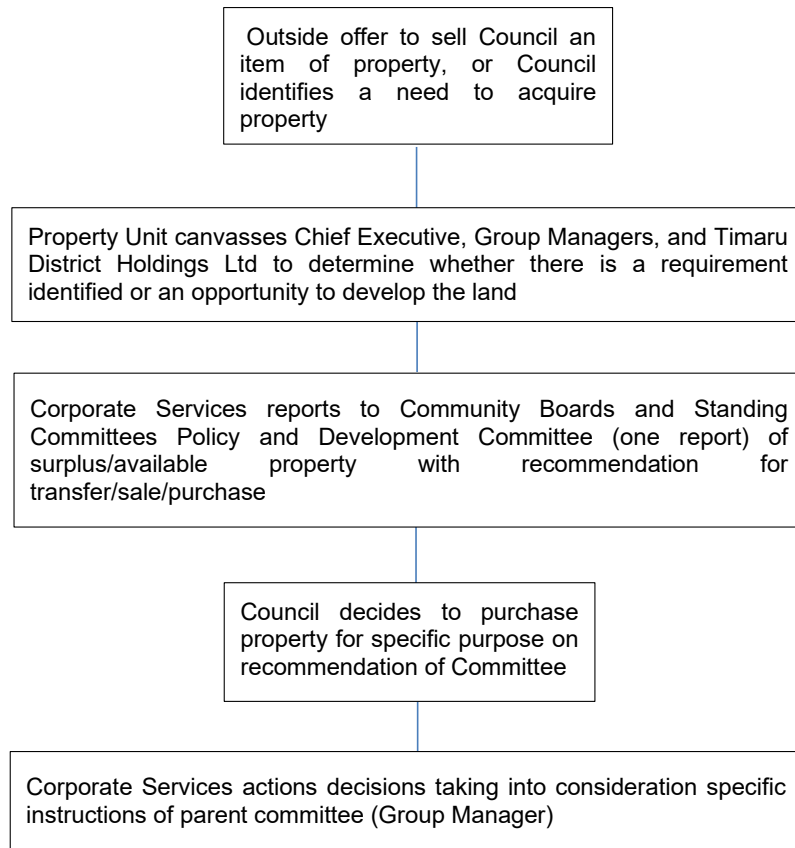 Outside offer to sell Council an
item of property, or Council
identifies a need to acquire
property
Property Unit canvasses Chief Executive, Group Managers, and Timaru
District Holdings Ltd to determine whether there is a requirement
identified or an opportunity to develop the land
Corporate Services reports to Community Boards and Standing
Committees Policy and Development Committee (one report) of
surplus/available property with recommendation for
transfer/sale/purchase
Council decides to purchase
property for specific purpose on
recommendation of Committee
Corporate Services actions decisions taking into consideration specific
instructions of parent committee (Group Manager)